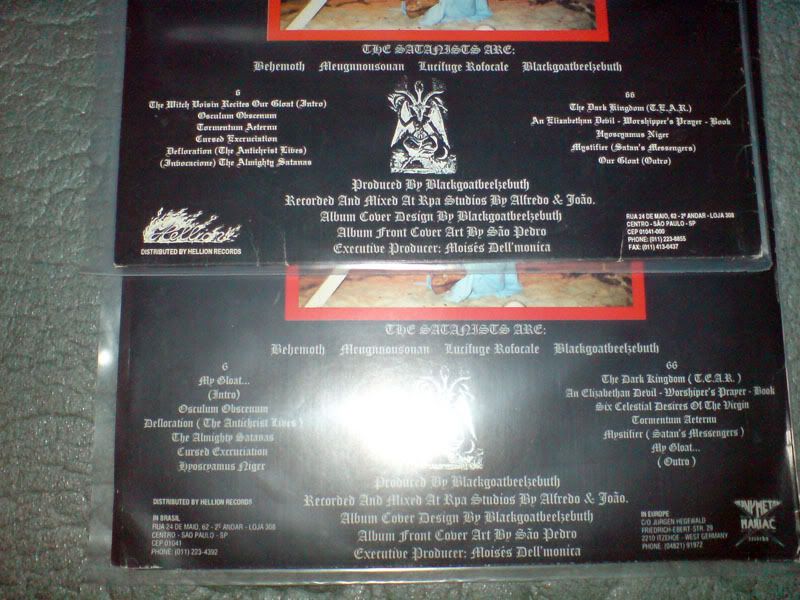 THE SATANISTS ARE:
Behemoth Meugnnousouan Lucifuge Rofocale Blackgoatbeelzebuth
6
The Witch Voisin Recites Our Gloat (Intro)
Osculum Obscenum
Tormentum Aeternu
Cursed Excruciation
Defloration (The Antichrist Lives)
(Invocacione) The Almighty Satanas
66
The Dark Kingdom (T.E.A.R.)
An Elizabethan Devil - Worshipper's Prayer - Book
Hyoscyamus Niger
Mystifier (Satan's Messengers)
Our Gloat (Outro)
Produced By Blackgoatbeelzebuth
Recorded And Mixed At Rpa Studios By Alfredo & João.
Album Cover Design By Blackgoatbeelzebuth
Album Front Cover Art By São Pedro
Executive Producer: Moisés Dell'monica
Hellion
DISTRIBUTED BY HELLION RECORDS
RUA 24 DE MAIO, 62 - 2º ANDAR - LOJA 308
CENTRO - SÃO PAULO - SP
CEP 01041-000
PHONE: (011) 223-8855
FAX: (011) 413-0437
THE SATANISTS ARE:
Behemoth Meugnnousouan Lucifuge Rofocale Blackgoatbeelzebuth
6
My Gloat...
(Intro)
Osculum Obscenum
Defloration ( The Antichrist Lives )
The Almighty Satanas
Cursed Excruciation
Hyoscyamus Niger
66
The Dark Kingdom ( T.E.A.R. )
An Elizabethan Devil - Worshiper's Prayer - Book
Six Celestial Desires Of The Virgin
Tormentum Aeternu
Mystifier ( Satan's Messengers )
My Gloat...
( Outro )
Produced By Blackgoatbeelzebuth
Recorded And Mixed At Rpa Studios By Alfredo & João.
Album Cover Design By Blackgoatbeelzebuth
Album Front Cover Art By São Pedro
Executive Producer: Moisés Dell'monica
DISTRIBUTED BY HELLION RECORDS
IN BRASIL
RUA 24 DE MAIO, 62 - 2º ANDAR - LOJA 308
CENTRO - SAO PAULO - SP
CEP 01041
PHONE: (011) 223-4392
IN EUROPE
C/O JÜRGEN HEGEWALD
FRIEDRICH-EBERT STR. 29
2210 ITZEHOE - WEST GERMANY
PHONE: (04821) 91972
MANIAC
records